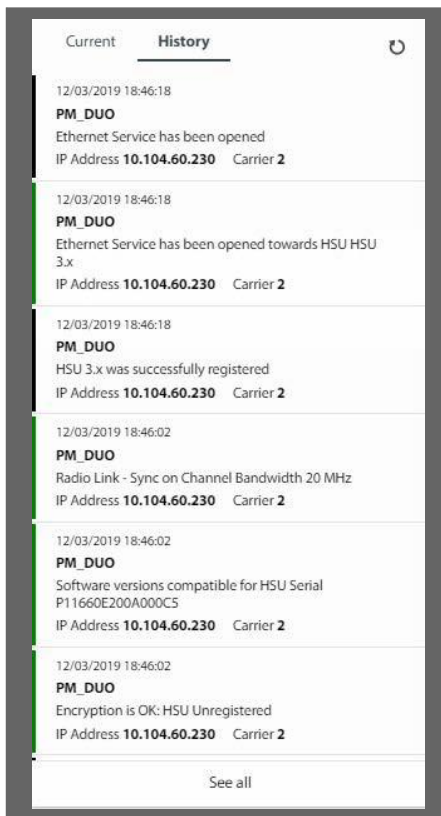 Current History
12/03/2019 18:46:18
PM_DUO
Ethernet Service has been opened
IP Address 10.104.60.230 Carrier 2
12/03/2019 18:46:18
PM_DUO
Ethernet Service has been opened towards HSU HSU
3.x
IP Address 10.104.60.230 Carrier 2
12/03/2019 18:46:18
PM_DUO
HSU 3.x was successfully registered
IP Address 10.104.60.230 Carrier 2
12/03/2019 18:46:02
PM_DUO
Radio Link - Sync on Channel Bandwidth 20 MHz
IP Address 10.104.60.230 Carrier 2
12/03/2019 18:46:02
PM_DUO
Software versions compatible for HSU Serial
P11660E200A000C5
IP Address 10.104.60.230 Carrier 2
12/03/2019 18:46:02
PM_DUO
Encryption is OK: HSU Unregistered
IP Address 10.104.60.230 Carrier 2
See all